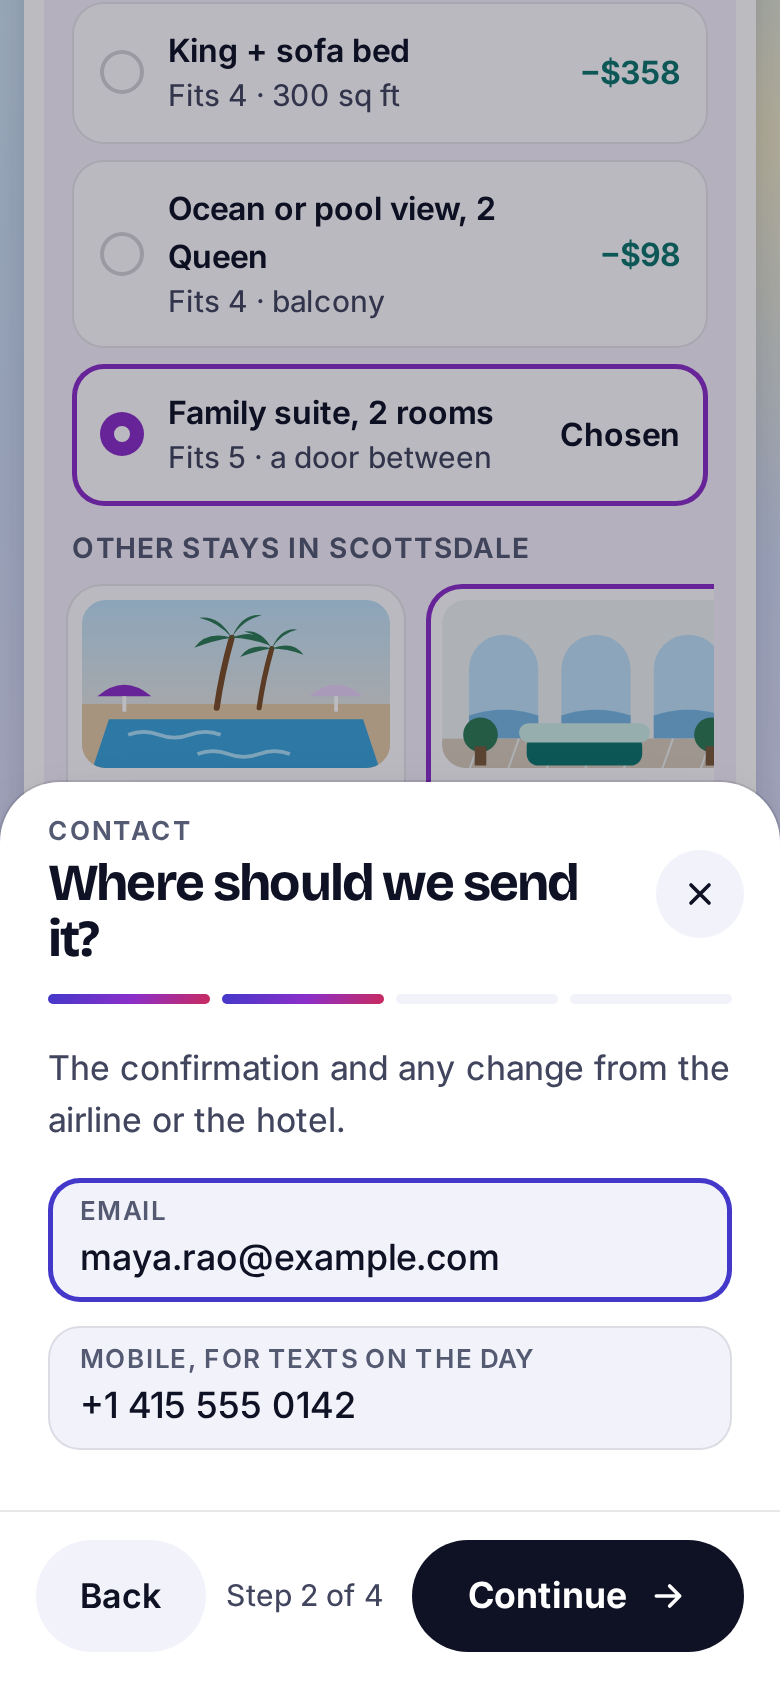 King + sofa bed
Fits 4 · 300 sq ft
−$358
Ocean or pool view, 2
Queen
Fits 4 · balcony
−$98
Family suite, 2 rooms
Fits 5 · a door between
Chosen
OTHER STAYS IN SCOTTSDALE
CONTACT
Where should we send
it?
The confirmation and any change from the
airline or the hotel.
EMAIL
maya.rao@example.com
MOBILE, FOR TEXTS ON THE DAY
+1 415 555 0142
Back
Step 2 of 4
Continue →